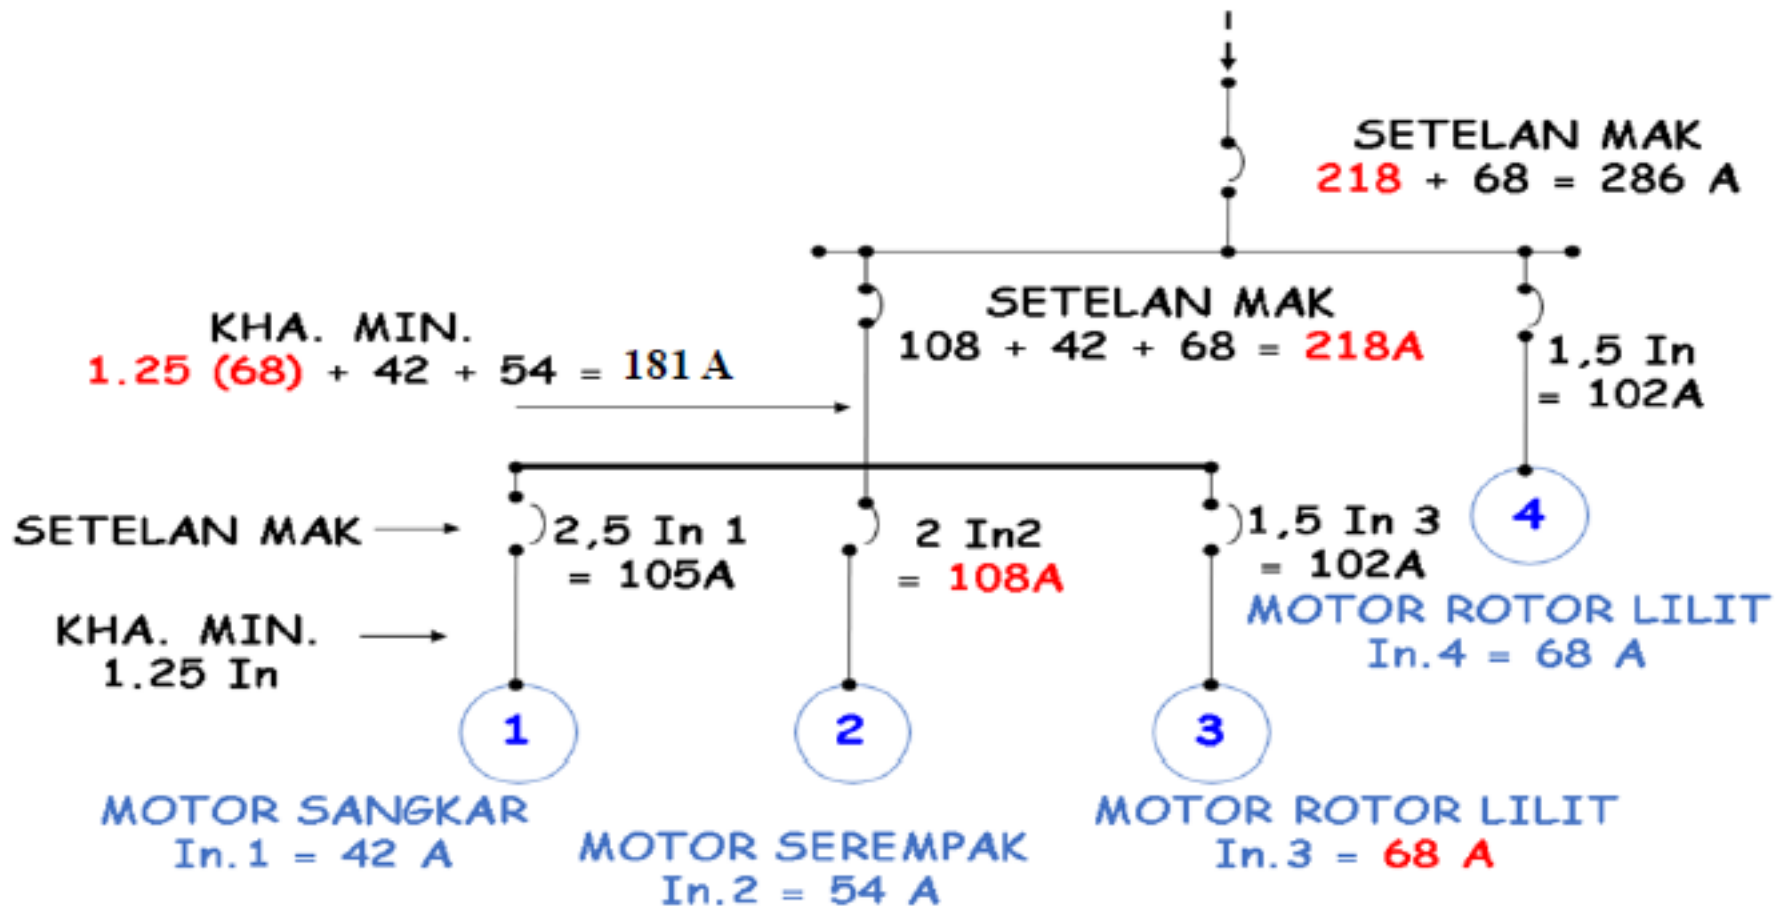 SETELAN MAK
218 + 68 = 286 A
SETELAN MAK
108 + 42 + 68 = 218A
KHA. MIN.
1.25 (68) + 42 + 54 = 181 A
1,5 In
= 102A
4
MOTOR ROTOR LILIT
In.4 = 68 A
SETELAN MAK
2,5 In 1
= 105A
2 In2
= 108A
1,5 In 3
= 102A
KHA. MIN.
1.25 In
1
2
3
MOTOR SANGKAR
In.1 = 42 A
MOTOR SEREMPAK
In.2 = 54 A
MOTOR ROTOR LILIT
In.3 = 68 A